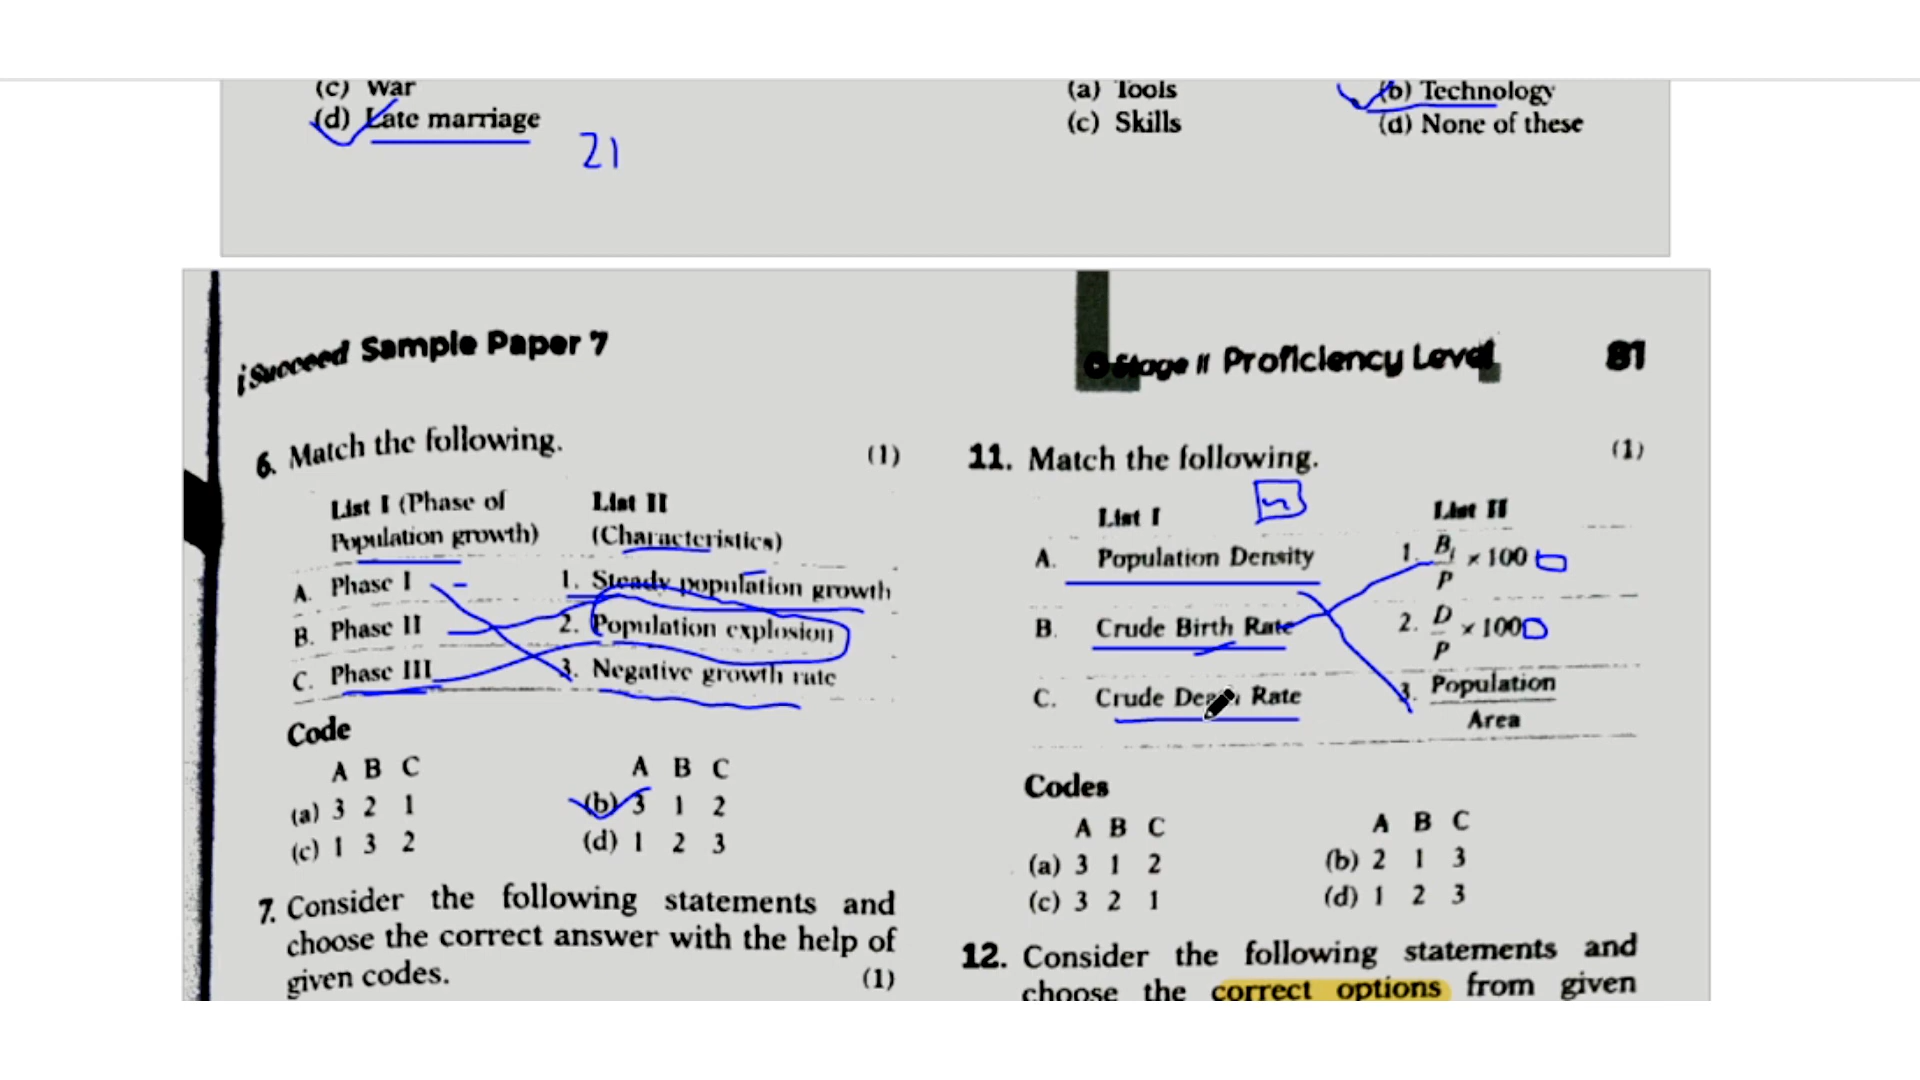 (c) War
(d) Late marriage
21
(a) Tools
(b) Technology
(c) Skills
(d) None of these
i Succeed Sample Paper 7
Stage II Proficiency Level
81
6. Match the following. (1)
List I (Phase of Population growth)
List II (Characteristics)
A. Phase I
1. Steady population growth
B. Phase II
2. Population explosion
C. Phase III
3. Negative growth rate
Code
A B C
A B C
(a) 3 2 1
(b) 3 1 2
(c) 1 3 2
(d) 1 2 3
7. Consider the following statements and
choose the correct answer with the help of
given codes. (1)
11. Match the following. (1)
List I
List II
A. Population Density
1. Bi/P × 1000
B. Crude Birth Rate
2. D/P × 1000
C. Crude Death Rate
3. Population/Area
Codes
A B C
A B C
(a) 3 1 2
(b) 2 1 3
(c) 3 2 1
(d) 1 2 3
12. Consider the following statements and
choose the correct options from given